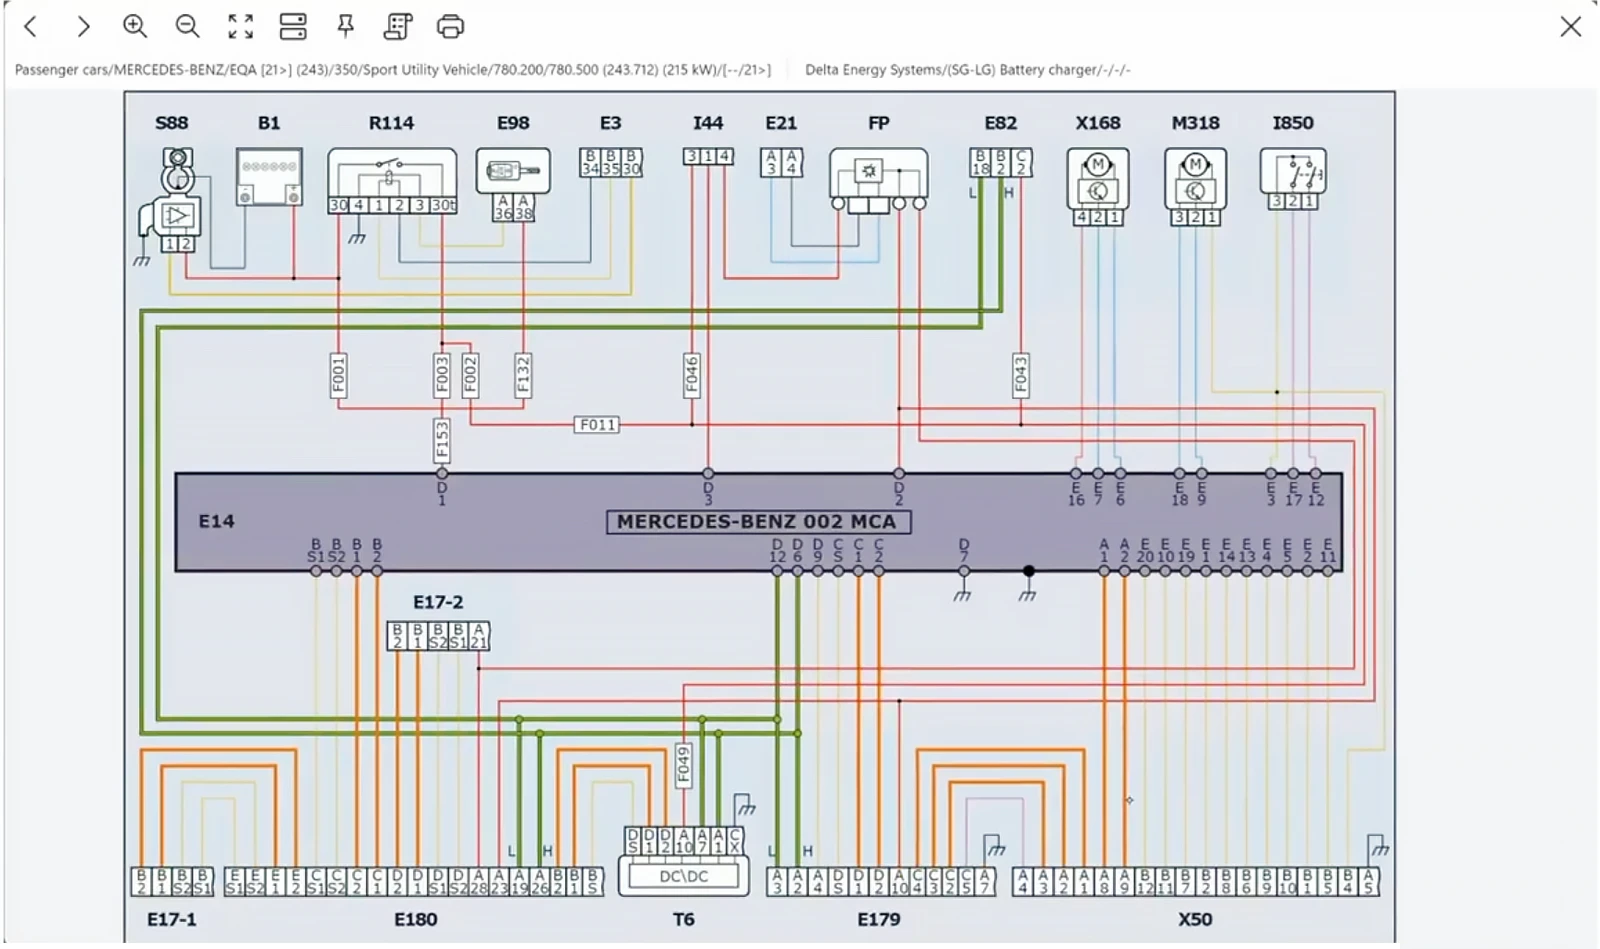 Passenger cars/MERCEDES-BENZ/EQA [21>] (243)/350/Sport Utility Vehicle/780.200/780.500 (243.712) (215 kW)/[--/21>] Delta Energy Systems/(SG-LG) Battery charger/-/-/-
S88 B1 R114 E98 E3 I44 E21 FP E82 X168 M318 I850
B B B 3 1 4 A A B B C M M
34 35 30 3 4 18 2 2
L H
30 4 1 2 3 30t A A 4 2 1 3 2 1 3 2 1
36 38
1 2
F001 F003 F002 F132 F046 F043
F011
F153
D D D E E E E E E E E
1 3 2 16 7 6 18 9 3 17 12
E14 MERCEDES-BENZ 002 MCA
B B B B D D D C C C D A A E E E E E E E E E E
S1 S2 1 2 12 6 9 S 1 2 7 1 2 20 10 19 1 14 13 4 5 2 11
E17-2
B B B B A
2 1 S2 S1 21
F049
D D D A A A C
S 1 2 10 7 1 X
L H L H
DC\DC
B B B B E E E E C C C C D D D D A A A A B B B A A A D D D A C C C C A A A A A A A B B B B B B B B B B B A
2 1 S2 S1 S1 S2 1 2 S1 S2 2 1 2 1 S1 S2 28 23 19 26 2 1 S 3 2 4 S 1 2 10 4 3 2 5 7 4 3 2 1 8 9 12 11 7 2 8 6 9 10 1 5 4 5
E17-1 E180 T6 E179 X50